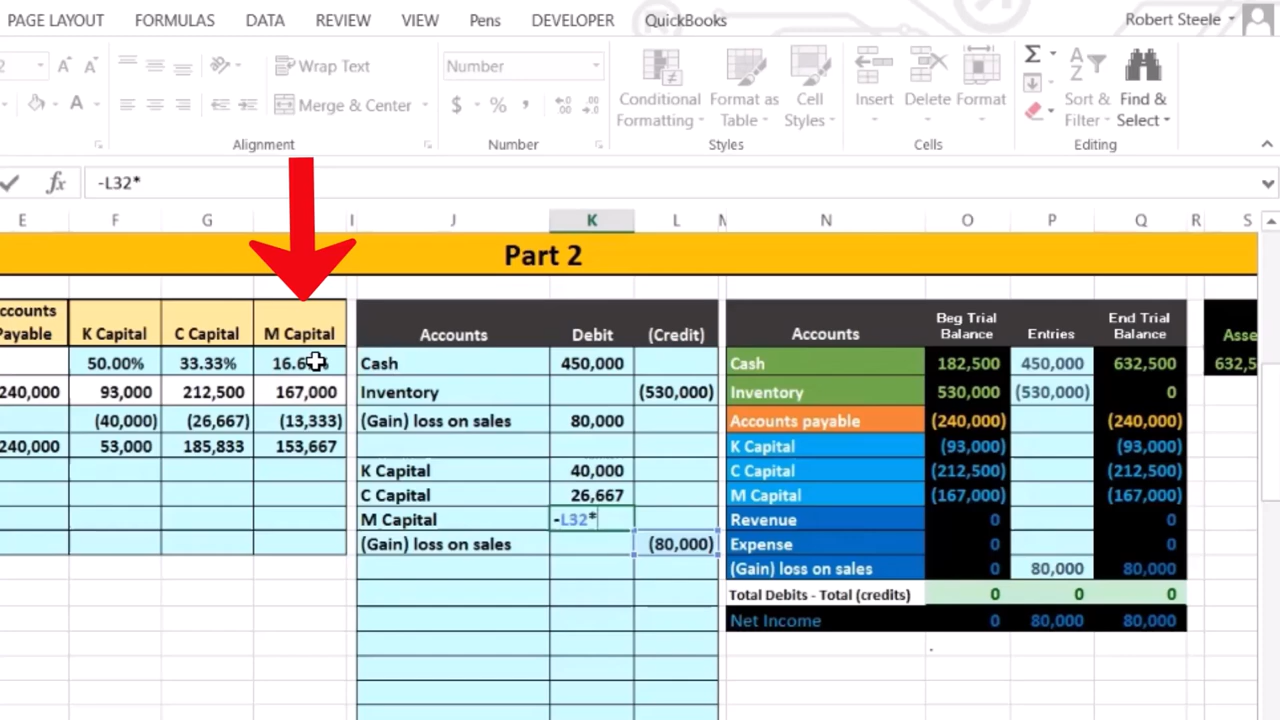 PAGE LAYOUT FORMULAS DATA REVIEW VIEW Pens DEVELOPER QuickBooks Robert Steele
Wrap Text Number
Merge & Center $ % , Conditional Formatting Format as Table Cell Styles Insert Delete Format Σ Sort & Filter Find & Select
Alignment Number Styles Cells Editing
fx -L32*
E F G I J K L N O P Q R S
Part 2
ccounts Payable K Capital C Capital M Capital Accounts Debit (Credit) Accounts Beg Trial Balance Entries End Trial Balance Asse
50.00% 33.33% Cash 450,000 Cash 182,500 450,000 632,500 632,5
240,000 93,000 212,500 167,000 Inventory (530,000) Inventory 530,000 (530,000) 0
(40,000) (26,667) (13,333) (Gain) loss on sales 80,000 Accounts payable (240,000) (240,000)
240,000 53,000 185,833 153,667 K Capital (93,000) (93,000)
K Capital 40,000 C Capital (212,500) (212,500)
C Capital 26,667 M Capital (167,000) (167,000)
M Capital -L32* Revenue 0 0
(Gain) loss on sales (80,000) Expense 0 0
(Gain) loss on sales 0 80,000 80,000
Total Debits - Total (credits) 0 0 0
Net Income 0 80,000 80,000